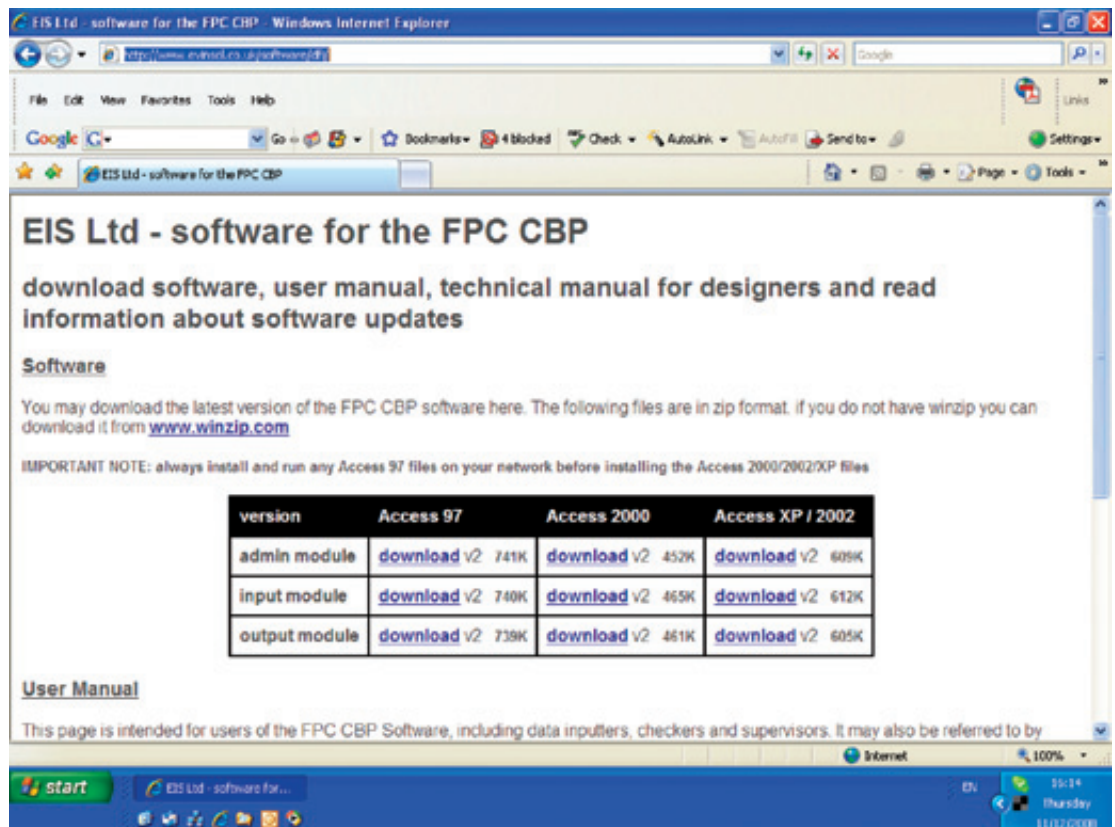 EIS Ltd - software for the FPC CBP - Windows Internet Explorer
Google
File Edit View Favorites Tools Help
Links
Google G Go Bookmarks 4 blocked Check AutoLink AutoFill Send to Settings
EIS Ltd - software for the FPC CBP
Page Tools
EIS Ltd - software for the FPC CBP
download software, user manual, technical manual for designers and read
information about software updates
Software
You may download the latest version of the FPC CBP software here. The following files are in zip format. if you do not have winzip you can
download it from www.winzip.com
IMPORTANT NOTE: always install and run any Access 97 files on your network before installing the Access 2000/2002/XP files
version Access 97 Access 2000 Access XP / 2002
admin module download v2 741K download v2 452K download v2 609K
input module download v2 740K download v2 465K download v2 612K
output module download v2 739K download v2 461K download v2 605K
User Manual
This page is intended for users of the FPC CBP Software, including data inputters, checkers and supervisors. It may also be referred to by
Internet 100%
start EIS Ltd - software for... EN
Thursday